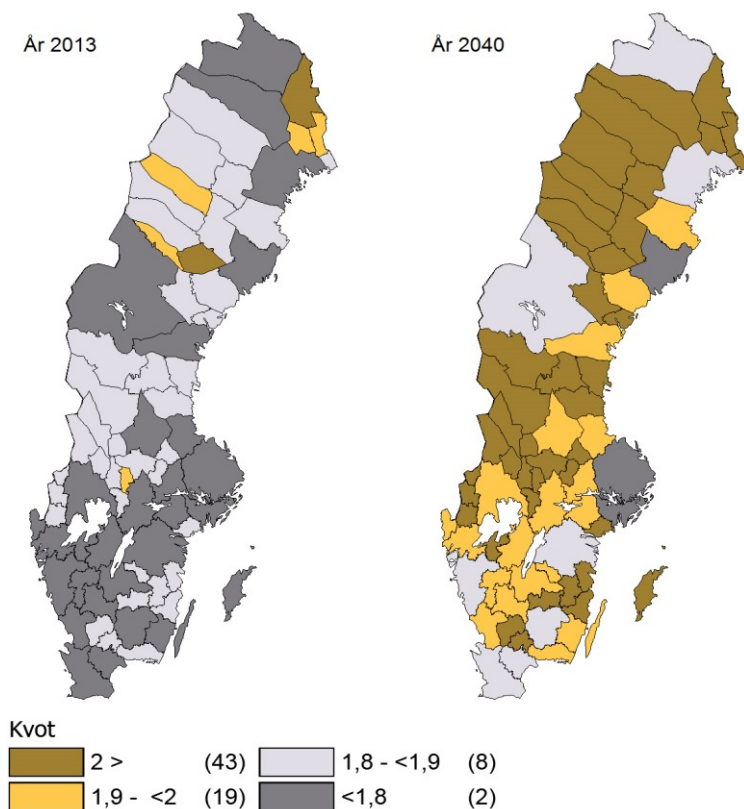 År 2013 År 2040
Kvot
2 > (43) 1,8 - <1,9 (8)
1,9 - <2 (19) <1,8 (2)